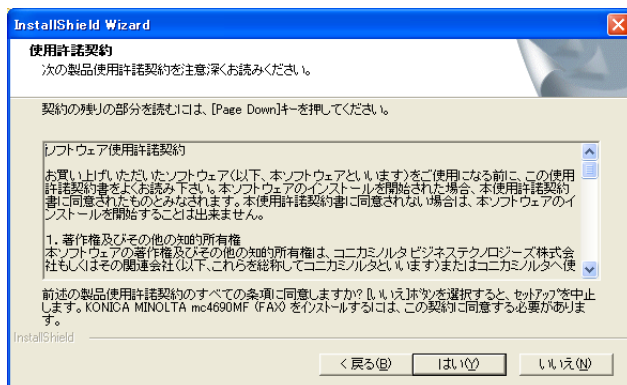 InstallShield Wizard
使用許諾契約
次の製品使用許諾契約を注意深くお読みください。
契約の残りの部分を読むには、[Page Down]キーを押してください。
ソフトウェア使用許諾契約
お買い上げいただいたソフトウェア(以下、本ソフトウェアといいます)をご使用になる前に、この使用
許諾契約書をよくお読み下さい。本ソフトウェアのインストールを開始された場合、本使用許諾契約
書に同意されたものとみなされます。本使用許諾契約書に同意されない場合は、本ソフトウェアのイ
ンストールを開始することは出来ません。
1. 著作権及びその他の知的所有権
本ソフトウェアの著作権及びその他の知的所有権は、コニカミノルタビジネステクノロジーズ株式会
社もしくはその関連会社(以下、これらを総称してコニカミノルタといいます)またはコニカミノルタへ使
前述の製品使用許諾契約のすべての条項に同意しますか? [いいえ]ボタンを選択すると、セットアップを中止
します。KONICA MINOLTA mc4690MF (FAX) をインストールするには、この契約に同意する必要がありま
す。
InstallShield
< 戻る(B)
はい(Y)
いいえ(N)